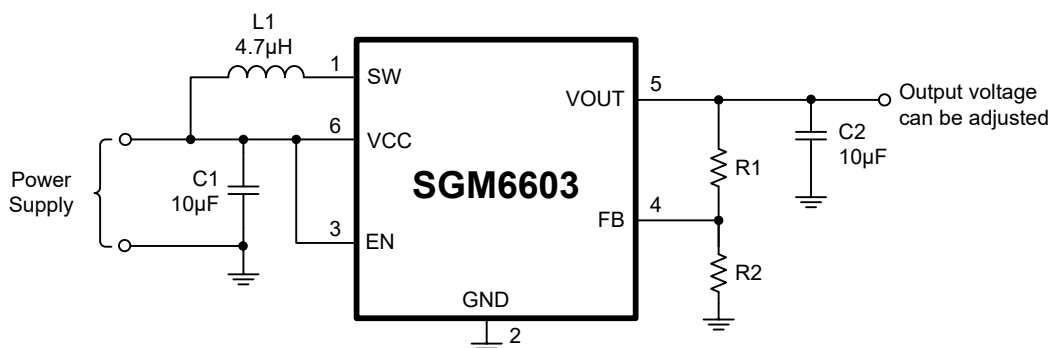 L1
4.7µH
1
SW
5
VOUT
Output voltage
can be adjusted
6
VCC
C2
10µF
R1
Power
Supply
C1
10µF
SGM6603
4
FB
3
EN
R2
GND
2